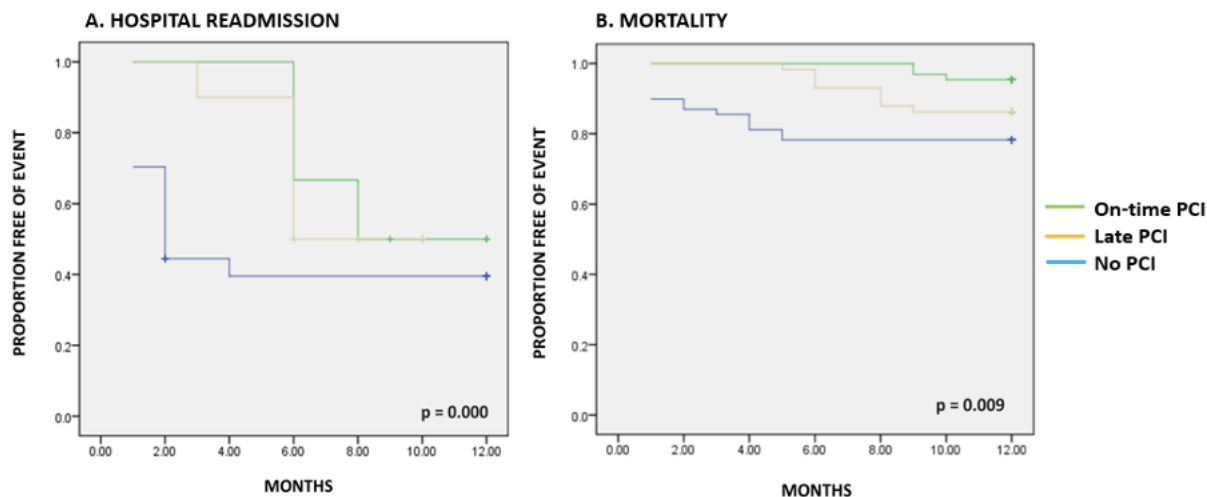 A. HOSPITAL READMISSION
PROPORTION FREE OF EVENT
1.0
0.8
0.6
0.4
0.2
0.0
p = 0.000
0.00 2.00 4.00 6.00 8.00 10.00 12.00
MONTHS
B. MORTALITY
PROPORTION FREE OF EVENT
1.0
0.8
0.6
0.4
0.2
0.0
p = 0.009
0.00 2.00 4.00 6.00 8.00 10.00 12.00
MONTHS
On-time PCI
Late PCI
No PCI